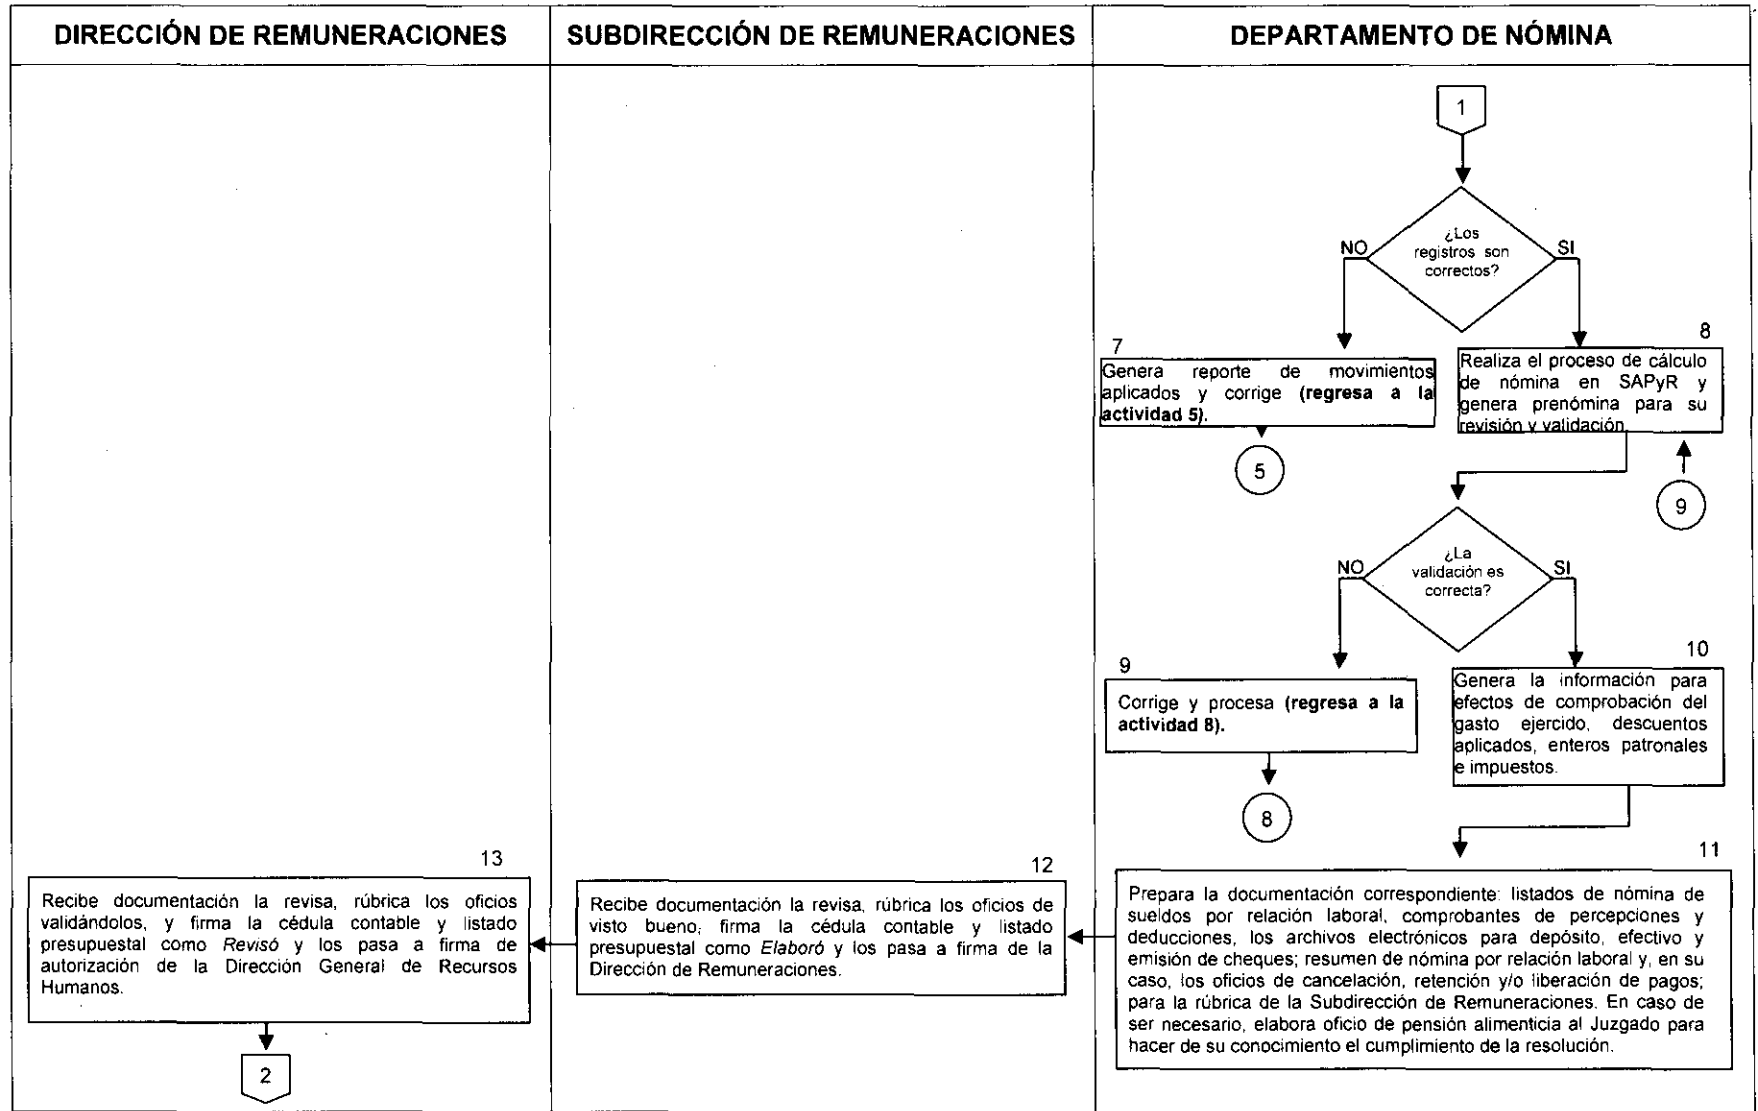 DIRECCIÓN DE REMUNERACIONES
SUBDIRECCIÓN DE REMUNERACIONES
DEPARTAMENTO DE NÓMINA
1
¿Los
registros son
correctos?
NO
SI
7
Genera reporte de movimientos
aplicados y corrige (regresa a la
actividad 5).
5
8
Realiza el proceso de cálculo
de nómina en SAPyR y
genera prenómina para su
revisión y validación.
9
¿La
validación es
correcta?
NO
SI
9
Corrige y procesa (regresa a la
actividad 8).
8
10
Genera la información para
efectos de comprobación del
gasto ejercido, descuentos
aplicados, enteros patronales
e impuestos.
11
Prepara la documentación correspondiente: listados de nómina de
sueldos por relación laboral, comprobantes de percepciones y
deducciones, los archivos electrónicos para depósito, efectivo y
emisión de cheques; resumen de nómina por relación laboral y, en su
caso, los oficios de cancelación, retención y/o liberación de pagos;
para la rúbrica de la Subdirección de Remuneraciones. En caso de
ser necesario, elabora oficio de pensión alimenticia al Juzgado para
hacer de su conocimiento el cumplimiento de la resolución.
12
Recibe documentación la revisa, rúbrica los oficios de
visto bueno, firma la cédula contable y listado
presupuestal como Elaboró y los pasa a firma de la
Dirección de Remuneraciones.
13
Recibe documentación la revisa, rúbrica los oficios
validándolos, y firma la cédula contable y listado
presupuestal como Revisó y los pasa a firma de
autorización de la Dirección General de Recursos
Humanos.
2